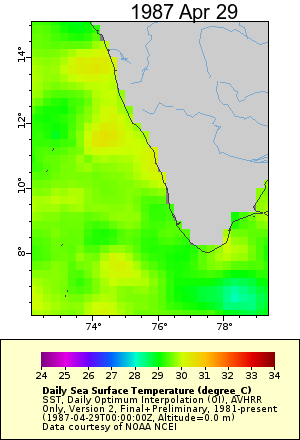 1987 Apr 29
14°
12°
10°
8°
74° 76° 78°
24 25 26 27 28 29 30 31 32 33 34
Daily Sea Surface Temperature (degree_C)
SST, Daily Optimum Interpolation (OI), AVHRR
Only, Version 2, Final+Preliminary, 1981-present
(1987-04-29T00:00:00Z, Altitude=0.0 m)
Data courtesy of NOAA NCEI